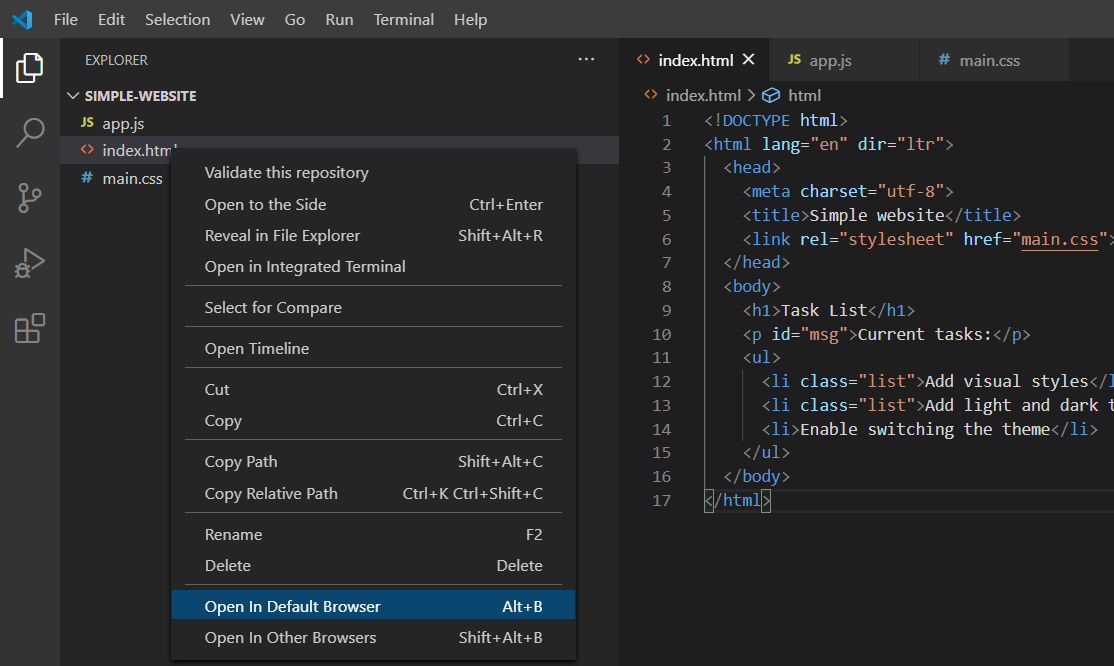 File Edit Selection View Go Run Terminal Help
EXPLORER ...
SIMPLE-WEBSITE
JS app.js
<> index.html
# main.css
Validate this repository
Open to the Side Ctrl+Enter
Reveal in File Explorer Shift+Alt+R
Open in Integrated Terminal
Select for Compare
Open Timeline
Cut Ctrl+X
Copy Ctrl+C
Copy Path Shift+Alt+C
Copy Relative Path Ctrl+K Ctrl+Shift+C
Rename F2
Delete Delete
Open In Default Browser Alt+B
Open In Other Browsers Shift+Alt+B
<> index.html × JS app.js # main.css
<> index.html > html
1 <!DOCTYPE html>
2 <html lang="en" dir="ltr">
3 <head>
4 <meta charset="utf-8">
5 <title>Simple website</title>
6 <link rel="stylesheet" href="main.css">
7 </head>
8 <body>
9 <h1>Task List</h1>
10 <p id="msg">Current tasks:</p>
11 <ul>
12 <li class="list">Add visual styles</l
13 <li class="list">Add light and dark t
14 <li>Enable switching the theme</li>
15 </ul>
16 </body>
17 </html>